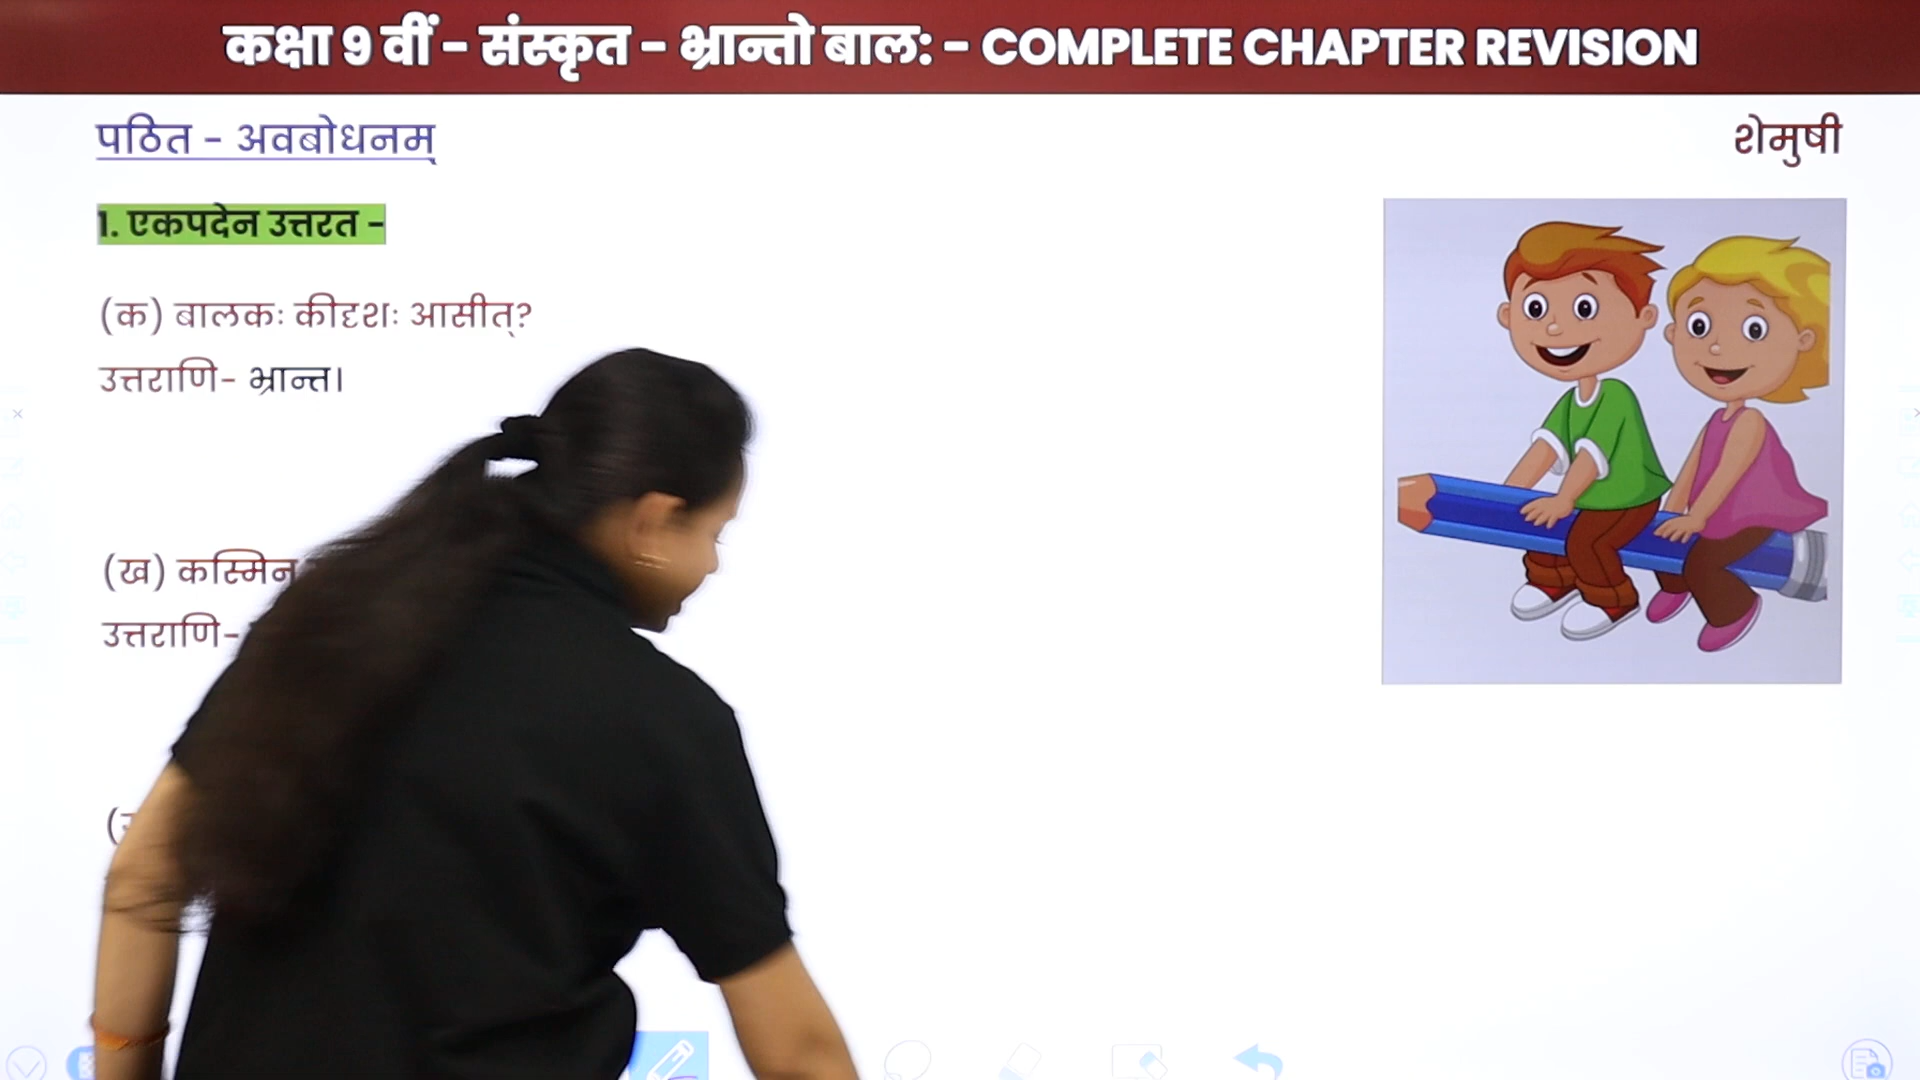 कक्षा 9 वीं - संस्कृत - भ्रान्तो बाल: - COMPLETE CHAPTER REVISION
पठित - अवबोधनम्
शेमुषी
1. एकपदेन उत्तरत -
(क) बालकः कीदृशः आसीत्?
उत्तराणि- भ्रान्त।
(ख) कस्मिन्
उत्तराणि-